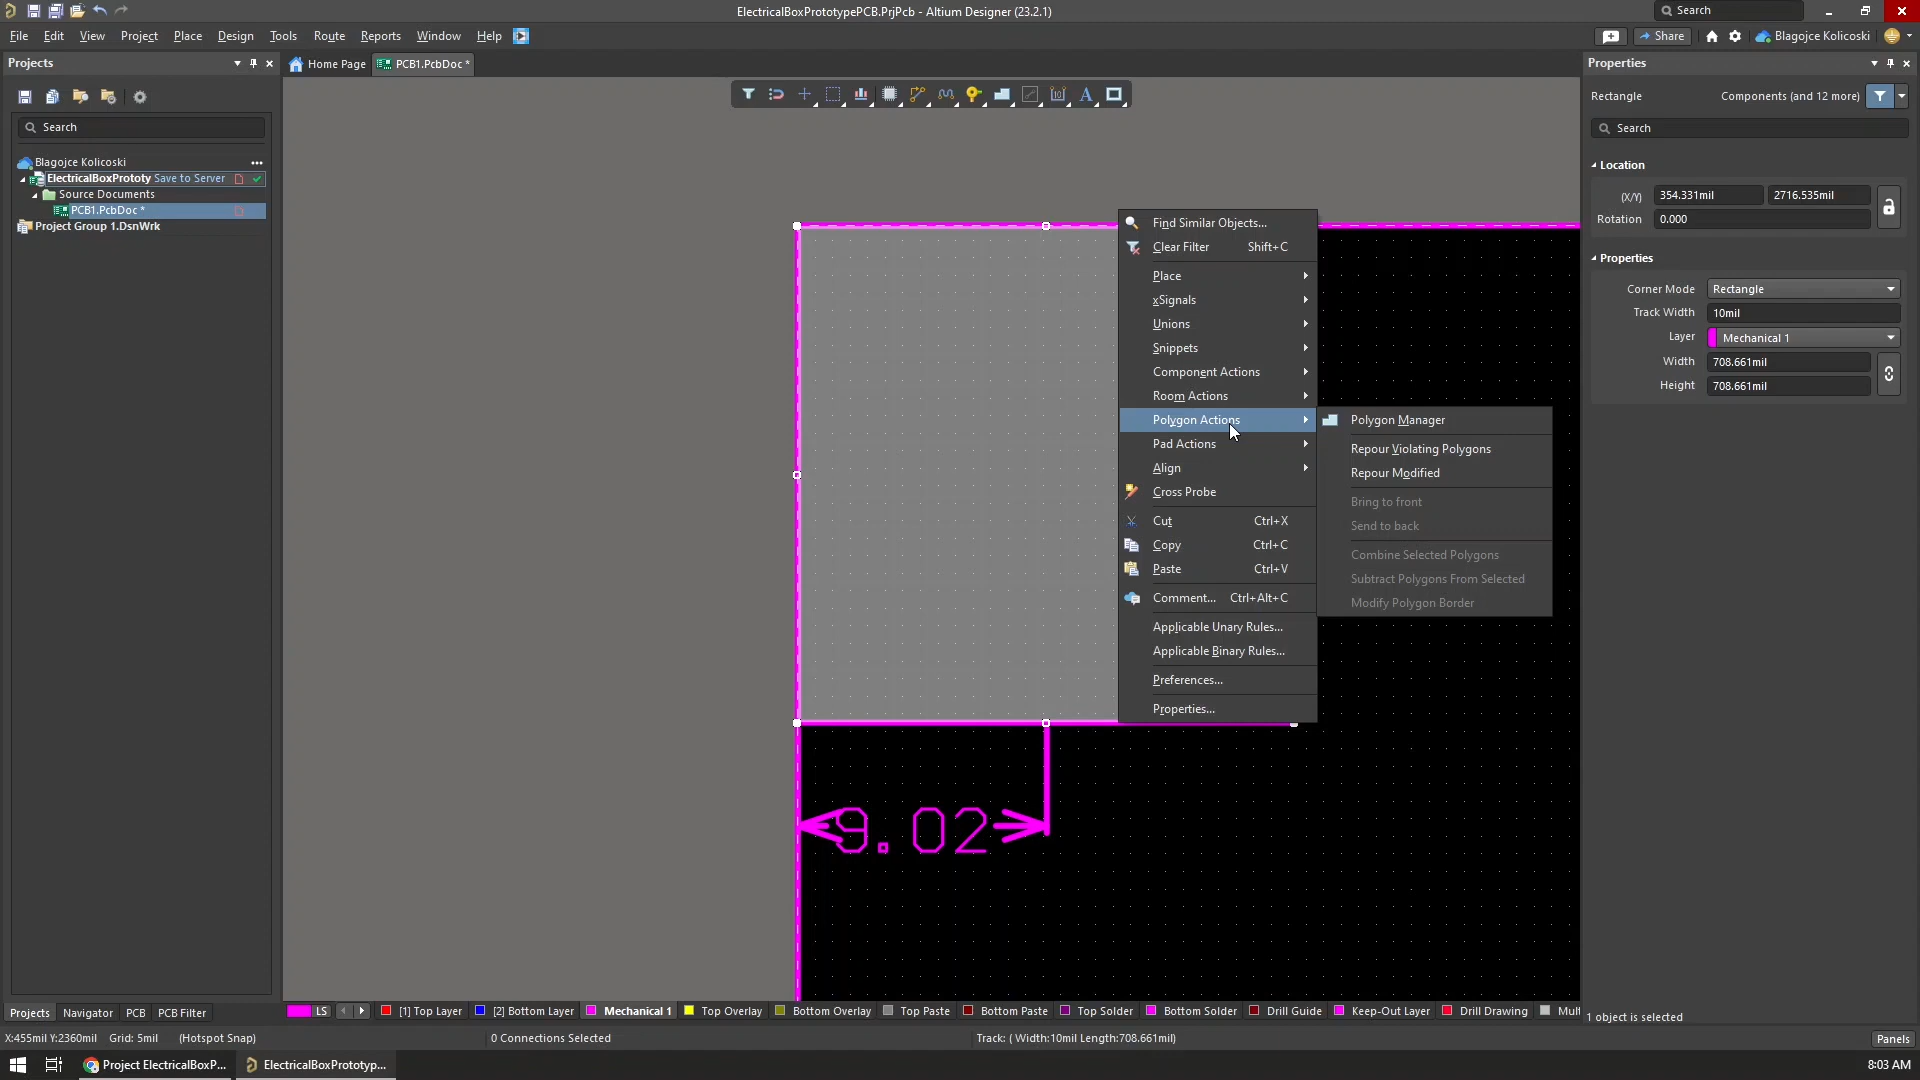 ElectricalBoxPrototypePCB.PrjPcb - Altium Designer (23.2.1)
Search
File Edit View Project Place Design Tools Route Reports Window Help
Share Blagojce Kolicoski
Projects
Home Page PCB1.PcbDoc *
Properties
Rectangle Components (and 12 more)
Search
Search
Blagojce Kolicoski
ElectricalBoxPrototy Save to Server
Source Documents
PCB1.PcbDoc *
Project Group 1.DsnWrk
Location
(X/Y) 354.331mil 2716.535mil
Rotation 0.000
Properties
Corner Mode Rectangle
Track Width 10mil
Layer Mechanical 1
Width 708.661mil
Height 708.661mil
Find Similar Objects...
Clear Filter Shift+C
Place
xSignals
Unions
Snippets
Component Actions
Room Actions
Polygon Actions
Pad Actions
Align
Cross Probe
Cut Ctrl+X
Copy Ctrl+C
Paste Ctrl+V
Comment... Ctrl+Alt+C
Applicable Unary Rules...
Applicable Binary Rules...
Preferences...
Properties...
Polygon Manager
Repour Violating Polygons
Repour Modified
Bring to front
Send to back
Combine Selected Polygons
Subtract Polygons From Selected
Modify Polygon Border
9.02
LS [1] Top Layer [2] Bottom Layer Mechanical 1 Top Overlay Bottom Overlay Top Paste Bottom Paste Top Solder Bottom Solder Drill Guide Keep-Out Layer Drill Drawing Mult
Projects Navigator PCB PCB Filter
1 object is selected
X:455mil Y:2360mil Grid: 5mil (Hotspot Snap) 0 Connections Selected Track: ( Width:10mil Length:708.661mil) Panels
Project ElectricalBoxP... ElectricalBoxPrototyp... 8:03 AM